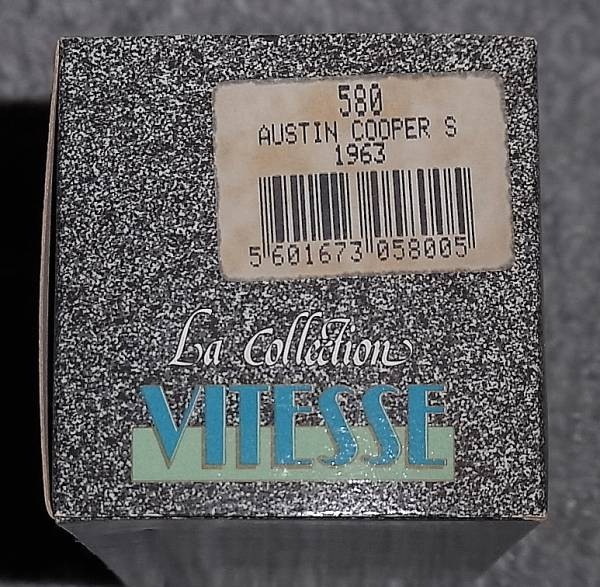 580
AUSTIN COOPER S
1963
5 601673 058005
La Collection
VITESSE